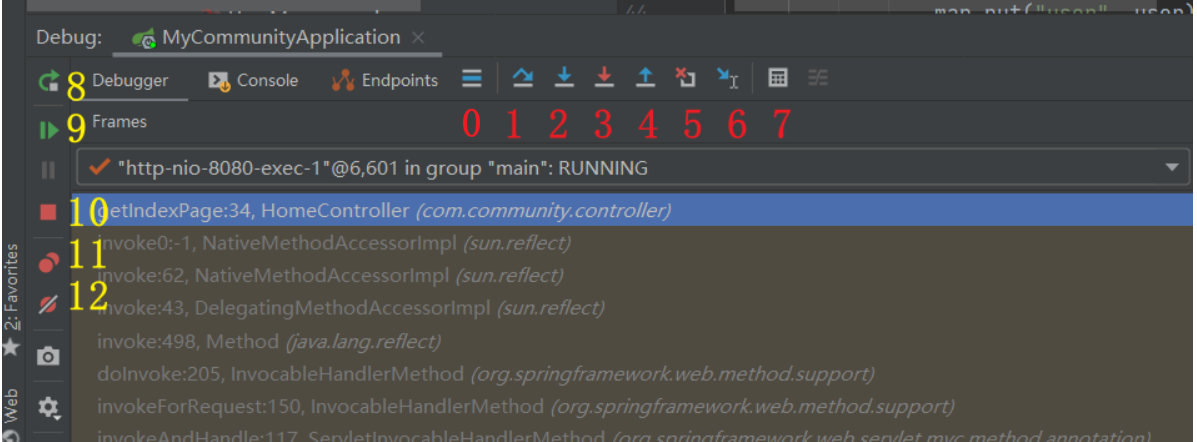 //
map.put("user", user)
Debug: MyCommunityApplication
Debugger Console Endpoints
8
0 1 2 3 4 5 6 7
9 Frames
"http-nio-8080-exec-1"@6,601 in group "main": RUNNING
10 getIndexPage:34, HomeController (com.community.controller)
11 invoke0:-1, NativeMethodAccessorImpl (sun.reflect)
invoke:62, NativeMethodAccessorImpl (sun.reflect)
12 invoke:43, DelegatingMethodAccessorImpl (sun.reflect)
invoke:498, Method (java.lang.reflect)
doInvoke:205, InvocableHandlerMethod (org.springframework.web.method.support)
invokeForRequest:150, InvocableHandlerMethod (org.springframework.web.method.support)
invokeAndHandle:117, ServletInvocableHandlerMethod (org.springframework.web.servlet.mvc.method.annotation)
2: Favorites
Web